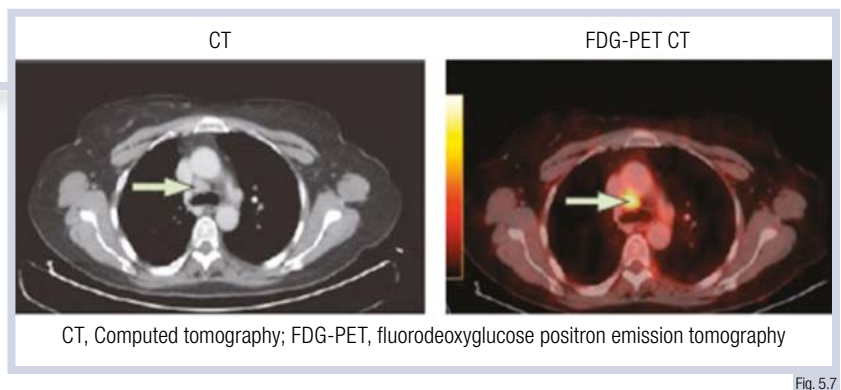 CT
FDG-PET CT
CT, Computed tomography; FDG-PET, fluorodeoxyglucose positron emission tomography
Fig. 5.7